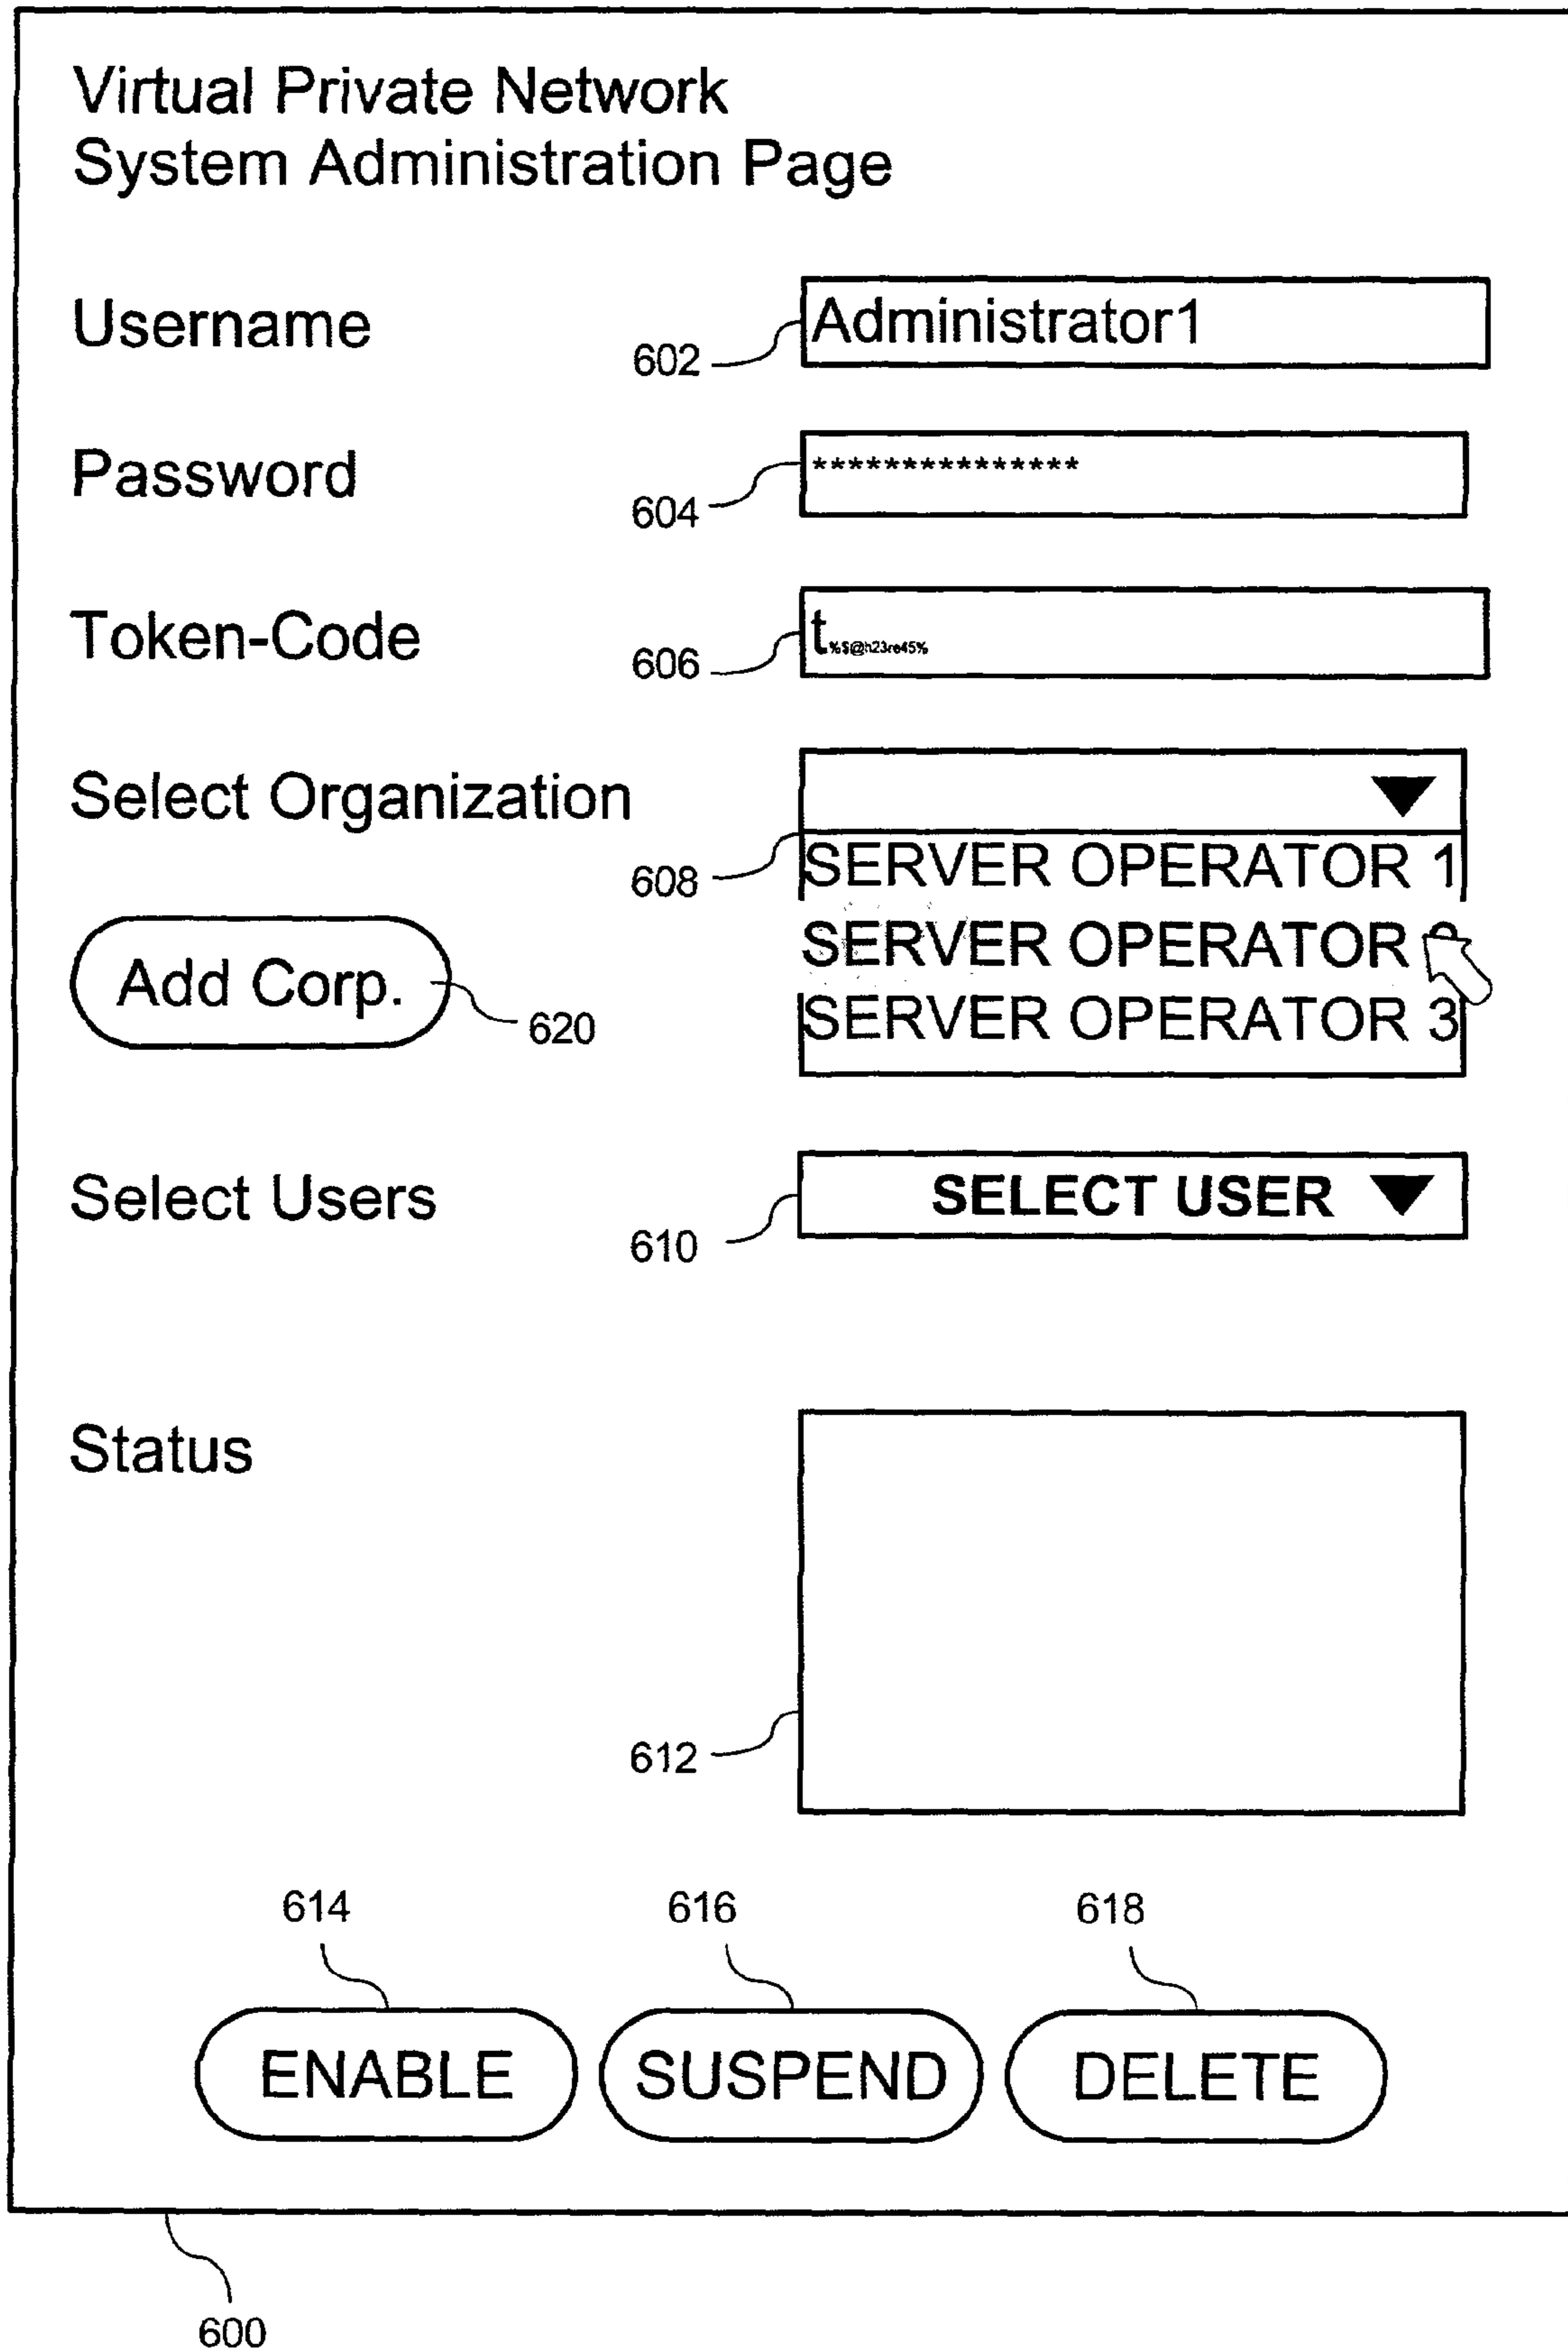 Virtual Private Network
System Administration Page
Username
602
Administrator1
Password
604
***************
Token-Code
606
t%$@h23re45%
Select Organization
608
SERVER OPERATOR 1
SERVER OPERATOR
SERVER OPERATOR 3
Add Corp.
620
Select Users
610
SELECT USER
Status
612
614
616
618
ENABLE
SUSPEND
DELETE
600